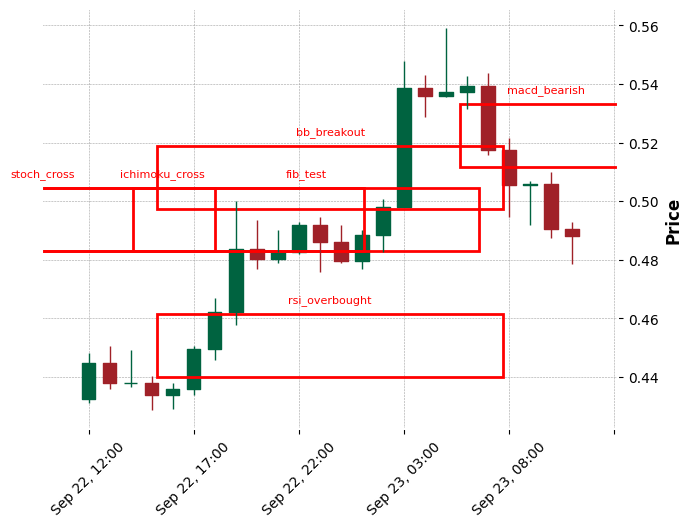 0.56
0.54
macd_bearish
0.52
bb_breakout
stoch_cross
ichimoku_cross
fib_test
0.50
Price
0.48
0.46
rsi_overbought
0.44
Sep 22, 12:00
Sep 22, 17:00
Sep 22, 22:00
Sep 23, 03:00
Sep 23, 08:00